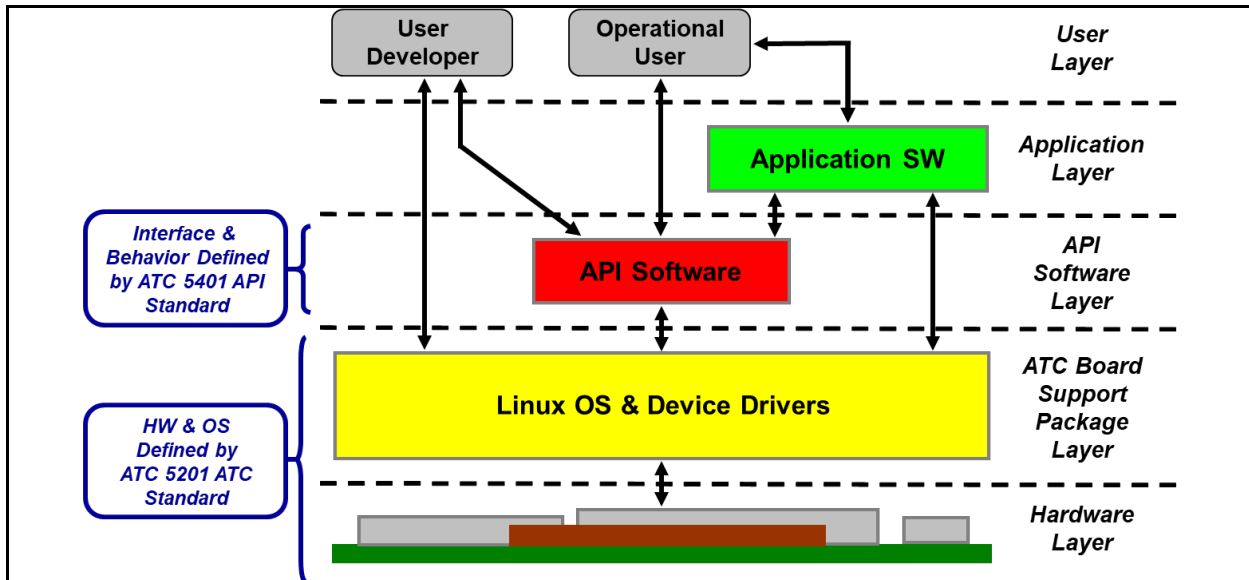 User
Developer
Operational
User
User
Layer
Application SW
Application
Layer
Interface &
Behavior Defined
by ATC 5401 API
Standard
API Software
API
Software
Layer
HW & OS
Defined by
ATC 5201 ATC
Standard
Linux OS & Device Drivers
ATC Board
Support
Package
Layer
Hardware
Layer